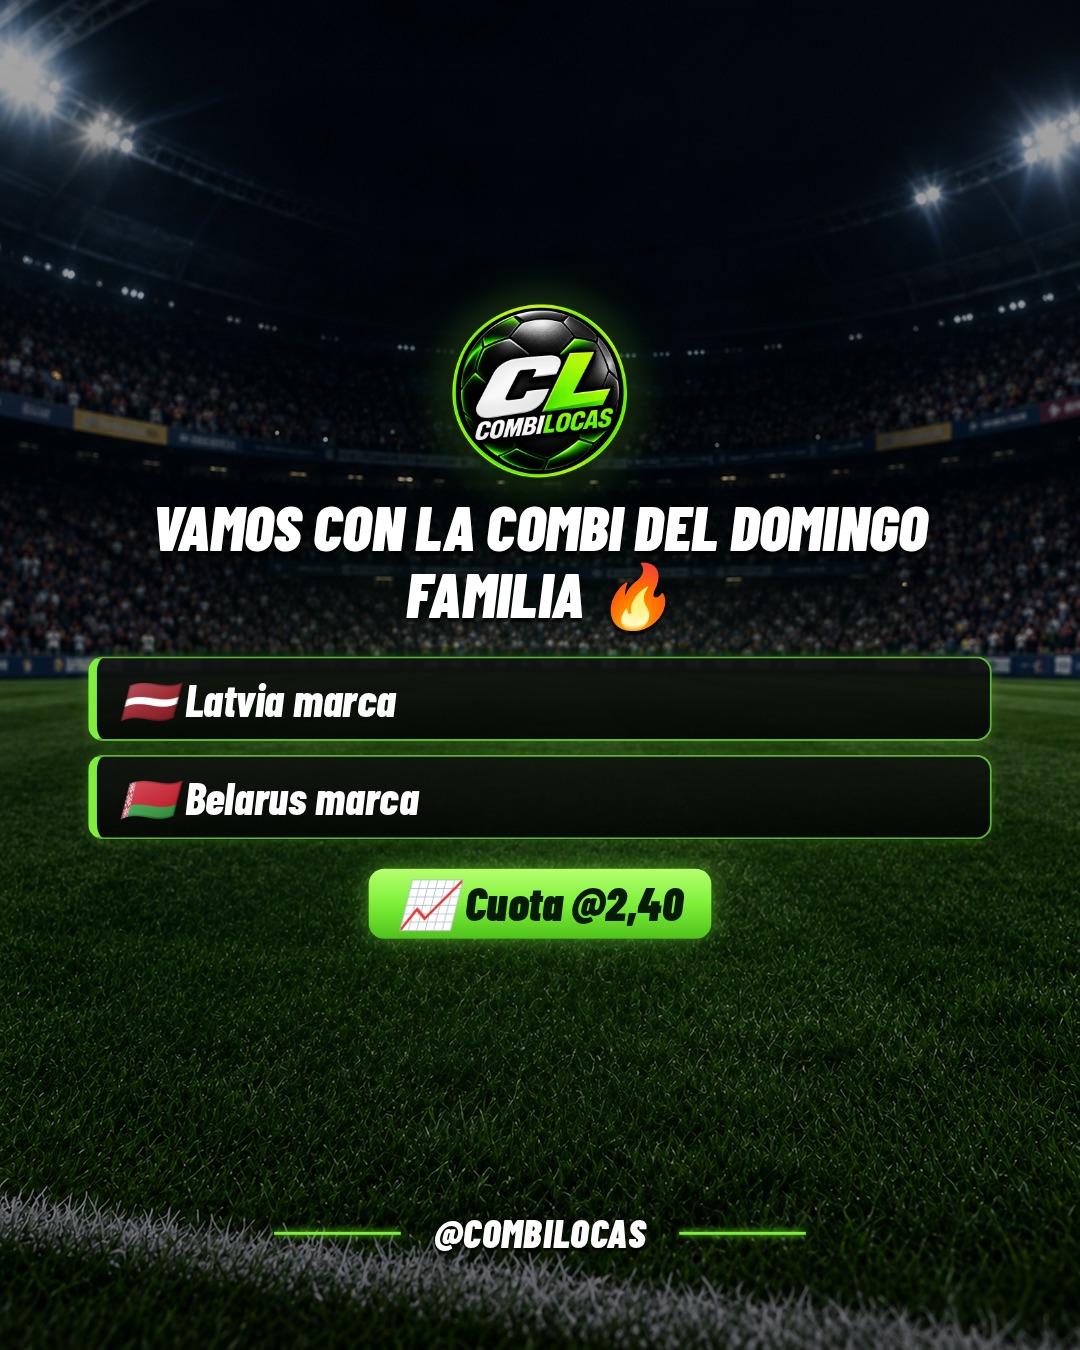 CL
COMBILOCAS
VAMOS CON LA COMBI DEL DOMINGO
FAMILIA 🔥
🇱🇻 Latvia marca
🇧🇾 Belarus marca
📈 Cuota @2,40
@COMBILOCAS